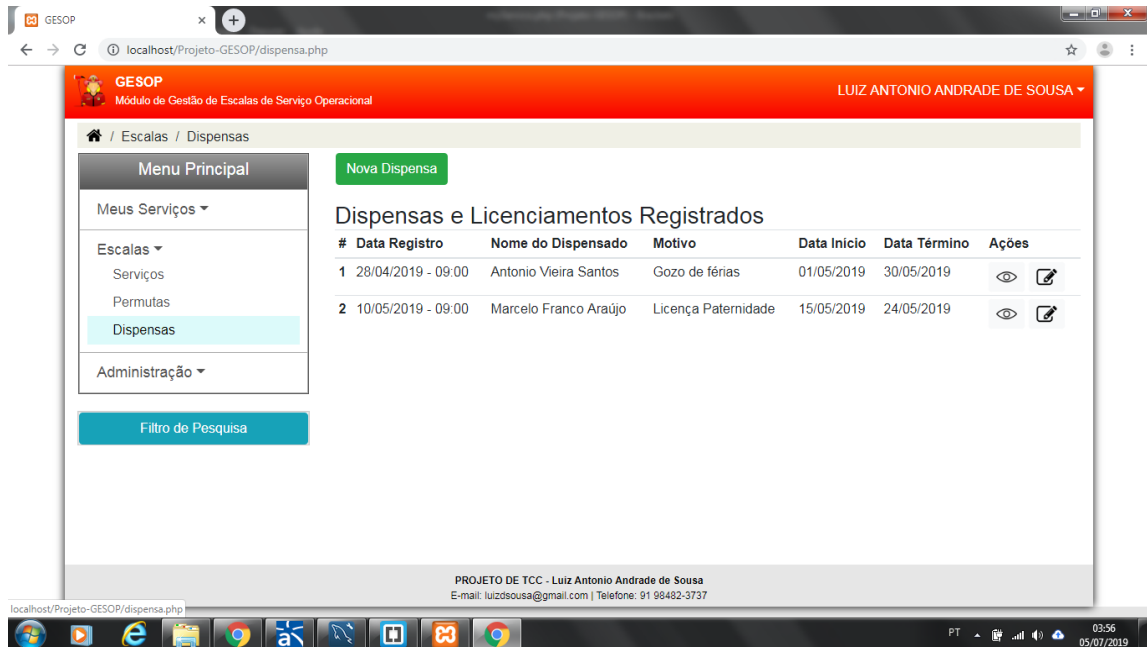 GESOP
localhost/Projeto-GESOP/dispensa.php
GESOP
Módulo de Gestão de Escalas de Serviço Operacional
LUIZ ANTONIO ANDRADE DE SOUSA
/ Escalas / Dispensas
Menu Principal
Meus Serviços
Escalas
Serviços
Permutas
Dispensas
Administração
Filtro de Pesquisa
Nova Dispensa
Dispensas e Licenciamentos Registrados
# Data Registro Nome do Dispensado Motivo Data Inicio Data Término Ações
1 28/04/2019 - 09:00 Antonio Vieira Santos Gozo de férias 01/05/2019 30/05/2019
2 10/05/2019 - 09:00 Marcelo Franco Araújo Licença Paternidade 15/05/2019 24/05/2019
PROJETO DE TCC - Luiz Antonio Andrade de Sousa
E-mail: luizdsousa@gmail.com | Telefone: 91 98482-3737
localhost/Projeto-GESOP/dispensa.php
PT
03:56
05/07/2019